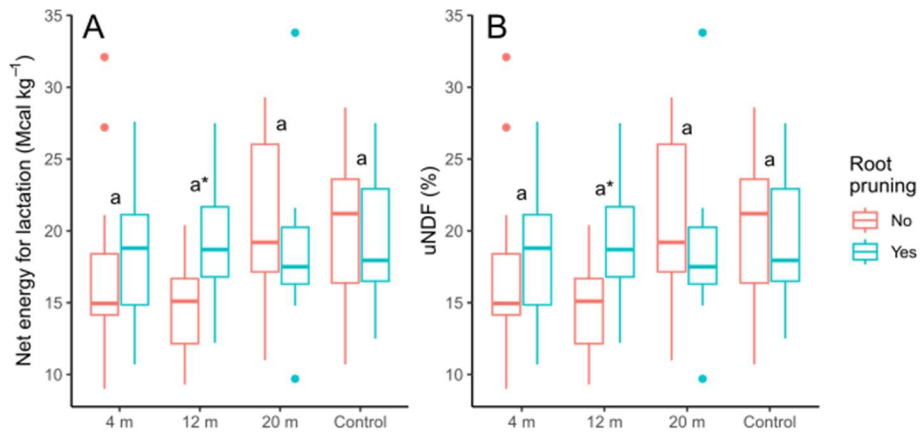 A
B
Net energy for lactation (Mcal kg⁻¹)
35
30
25
20
15
10
a
a*
a
a
4 m
12 m
20 m
Control
uNDF (%)
35
30
25
20
15
10
a
a*
a
a
4 m
12 m
20 m
Control
Root
pruning
No
Yes